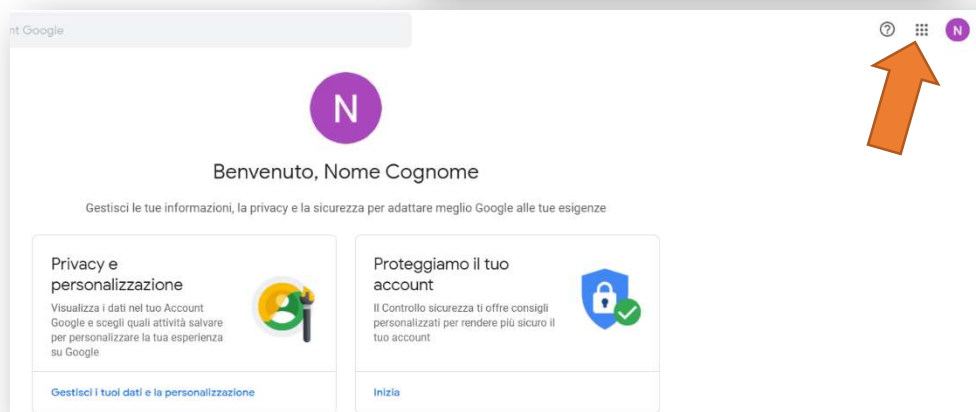 nt Google
N
N
Benvenuto, Nome Cognome
Gestisci le tue informazioni, la privacy e la sicurezza per adattare meglio Google alle tue esigenze
Privacy e
personalizzazione
Visualizza i dati nel tuo Account
Google e scegli quali attività salvare
per personalizzare la tua esperienza
su Google
Gestisci i tuoi dati e la personalizzazione
Proteggiamo il tuo
account
Il Controllo sicurezza ti offre consigli
personalizzati per rendere più sicuro il
tuo account
Inizia